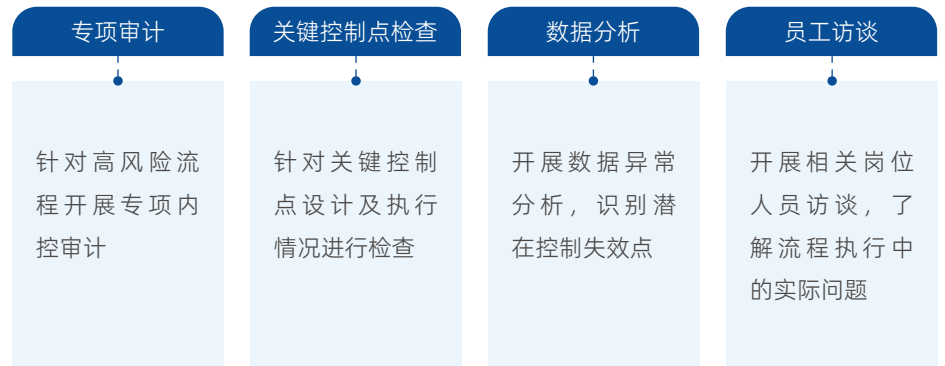 专项审计
针对高风险流
程开展专项内
控审计
关键控制点检查
针对关键控制
点设计及执行
情况进行检查
数据分析
开展数据异常
分析，识别潜
在控制失效点
员工访谈
开展相关岗位
人员访谈，了
解流程执行中
的实际问题